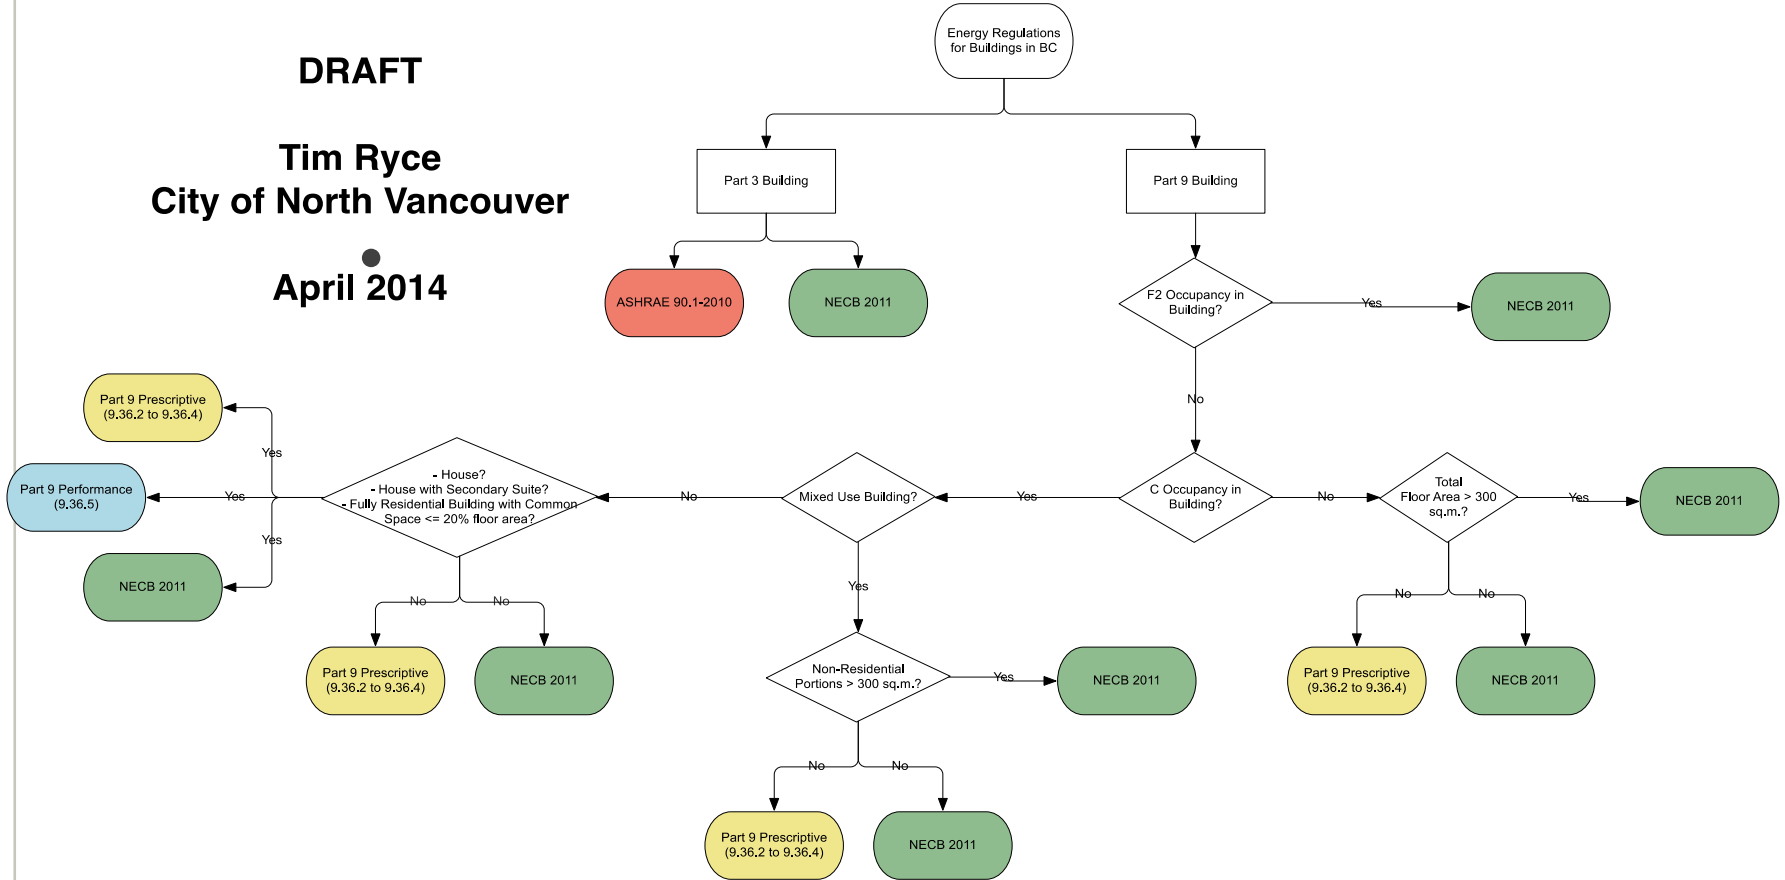 Energy Regulations
for Buildings in BC
DRAFT
Tim Ryce
City of North Vancouver
April 2014
Part 3 Building
Part 9 Building
ASHRAE 90.1-2010
NECB 2011
F2 Occupancy in
Building?
Yes
NECB 2011
No
Part 9 Prescriptive
(9.36.2 to 9.36.4)
Yes
Part 9 Performance
(9.36.5)
Yes
- House?
- House with Secondary Suite?
- Fully Residential Building with Common
Space <= 20% floor area?
No
Mixed Use Building?
Yes
C Occupancy in
Building?
No
Total
Floor Area > 300
sq.m.?
Yes
NECB 2011
Yes
NECB 2011
No
No
Part 9 Prescriptive
(9.36.2 to 9.36.4)
NECB 2011
Yes
Non-Residential
Portions > 300 sq.m.?
Yes
NECB 2011
No
No
Part 9 Prescriptive
(9.36.2 to 9.36.4)
NECB 2011
No
No
Part 9 Prescriptive
(9.36.2 to 9.36.4)
NECB 2011